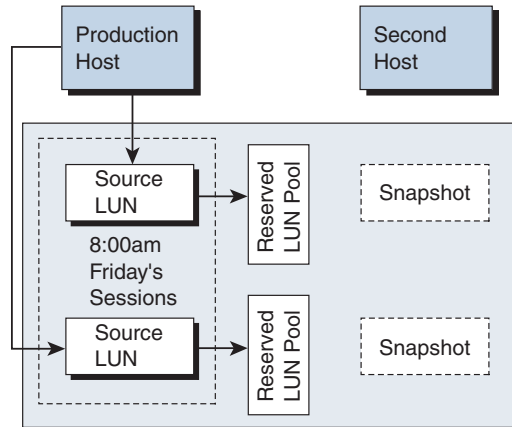 Production
Host
Second
Host
Source
LUN
Reserved
LUN Pool
Snapshot
8:00am
Friday's
Sessions
Source
LUN
Reserved
LUN Pool
Snapshot